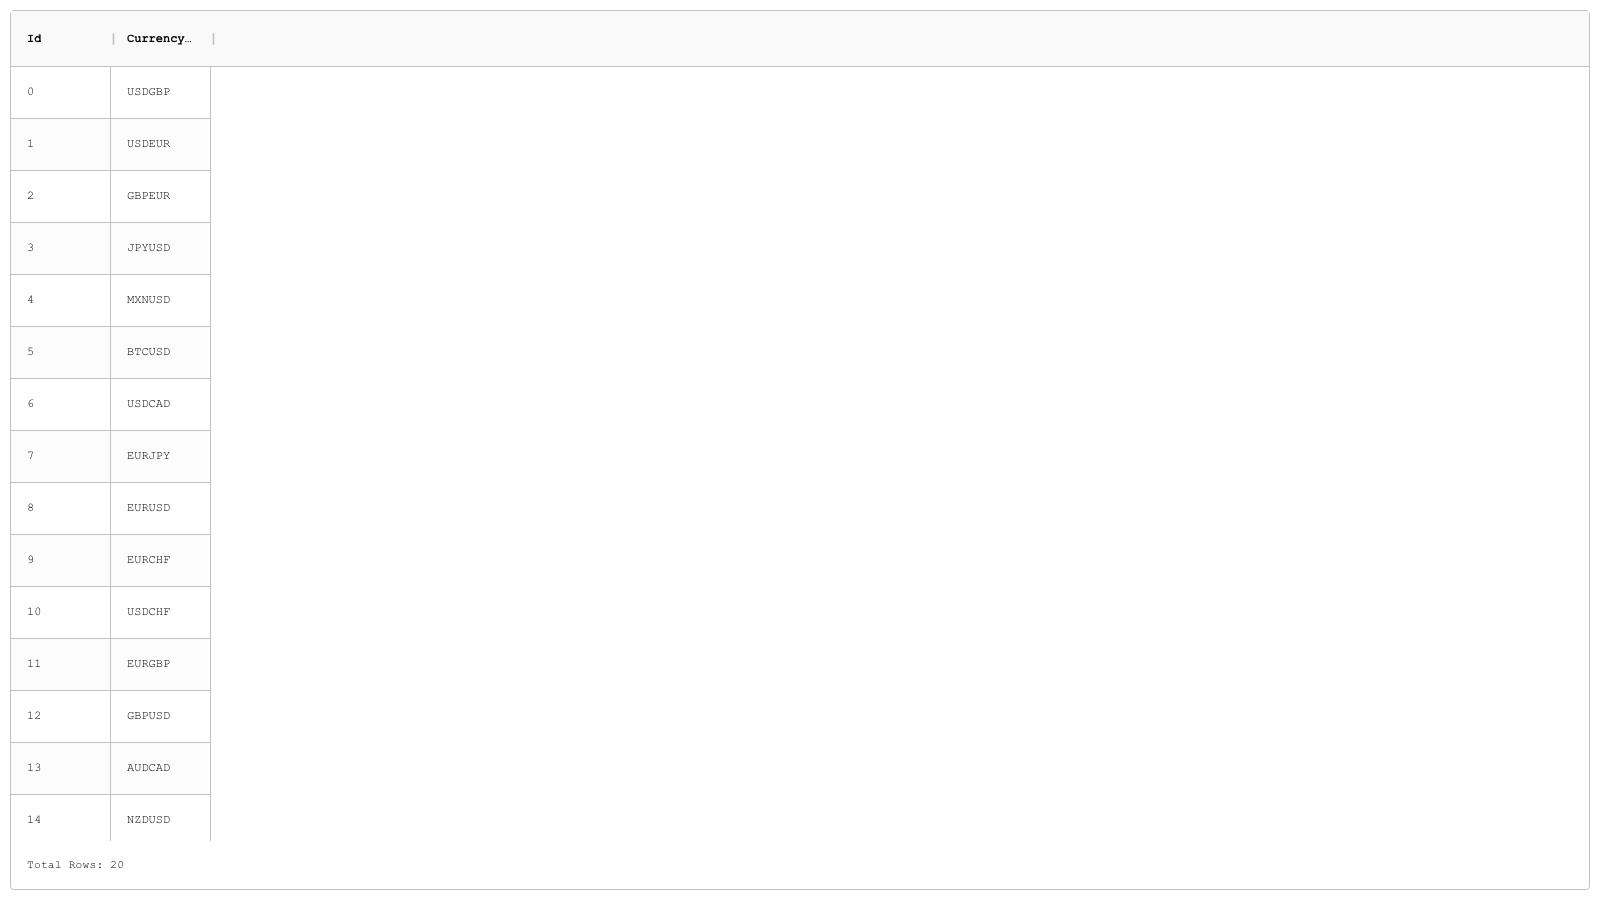 Id Currency…
0 USDGBP
1 USDEUR
2 GBPEUR
3 JPYUSD
4 MXNUSD
5 BTCUSD
6 USDCAD
7 EURJPY
8 EURUSD
9 EURCHF
10 USDCHF
11 EURGBP
12 GBPUSD
13 AUDCAD
14 NZDUSD
Total Rows: 20